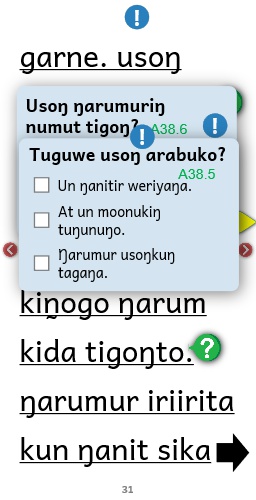 garne. usoŋ
Usoŋ ŋarumuriŋ
numut tigoŋ?
A38.6
Tuguwe usoŋ arabuko?
A38.5
Un ŋanitir weriyaŋa.
At un moonukiŋ
tuŋunuŋo.
Ŋarumur usoŋkuŋ
tagaŋa.
kiŋogo ŋarum
kida tigoŋto.
ŋarumur iriirita
kun ŋanit sika
31